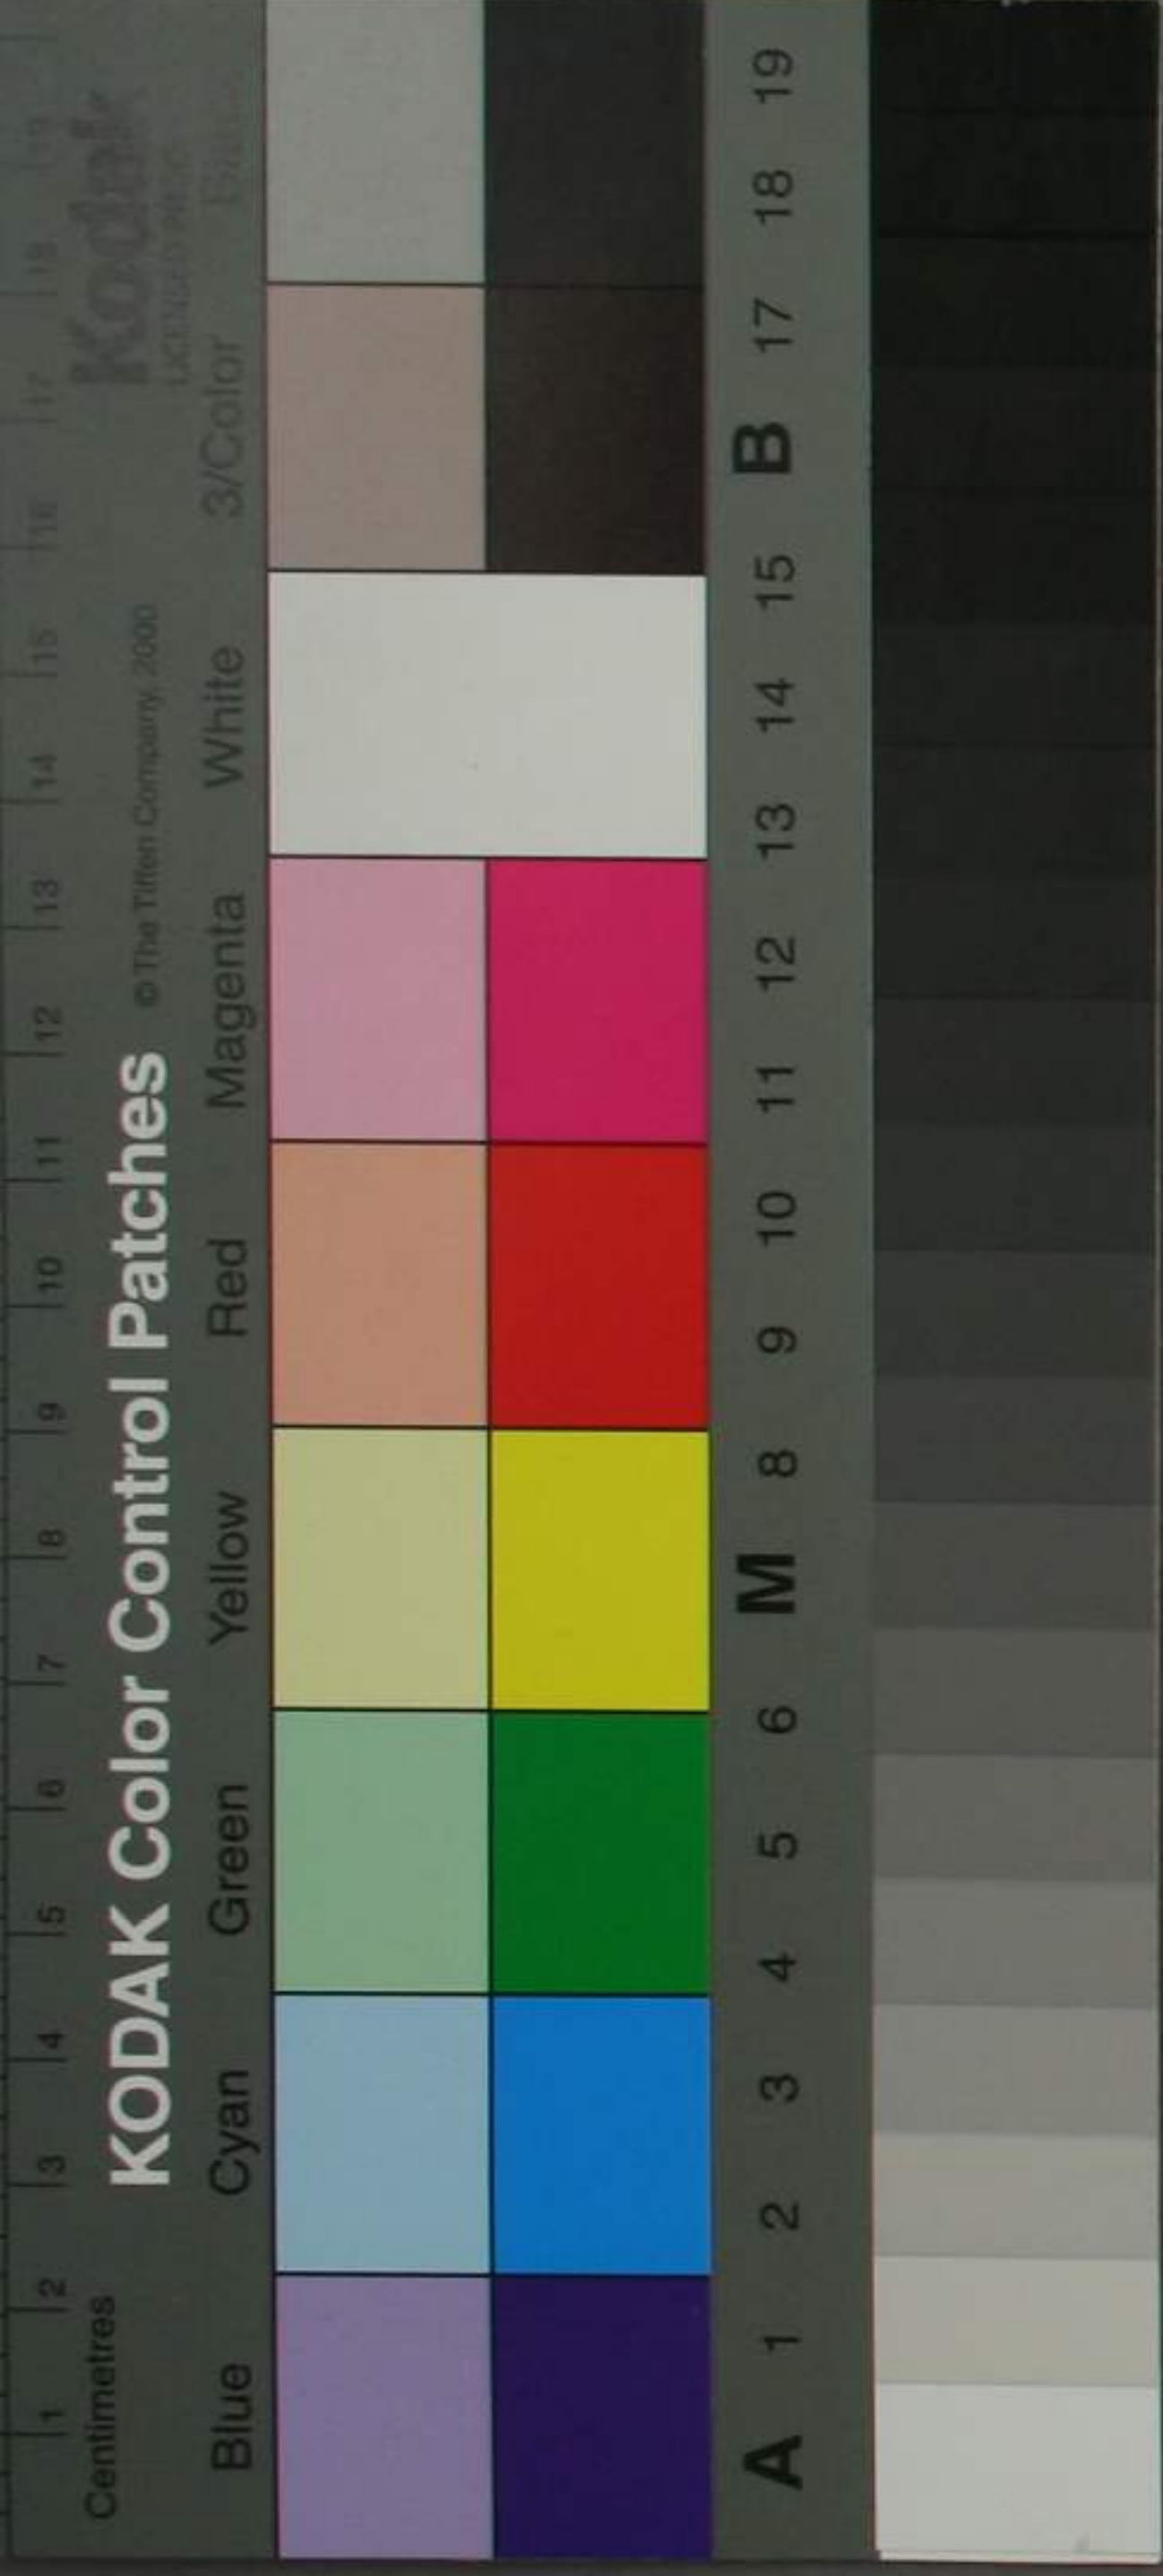 1 2 3 4 5 6 7 8 9 10 11 12 13 14 15 16 17 18 19
Centimetres
KODAK Color Control Patches © The Tiffen Company, 2000 Kodak
LICENSED
Blue Cyan Green Yellow Red Magenta White 3/Color
A 1 2 3 4 5 6 M 8 9 10 11 12 13 14 15 B 17 18 19